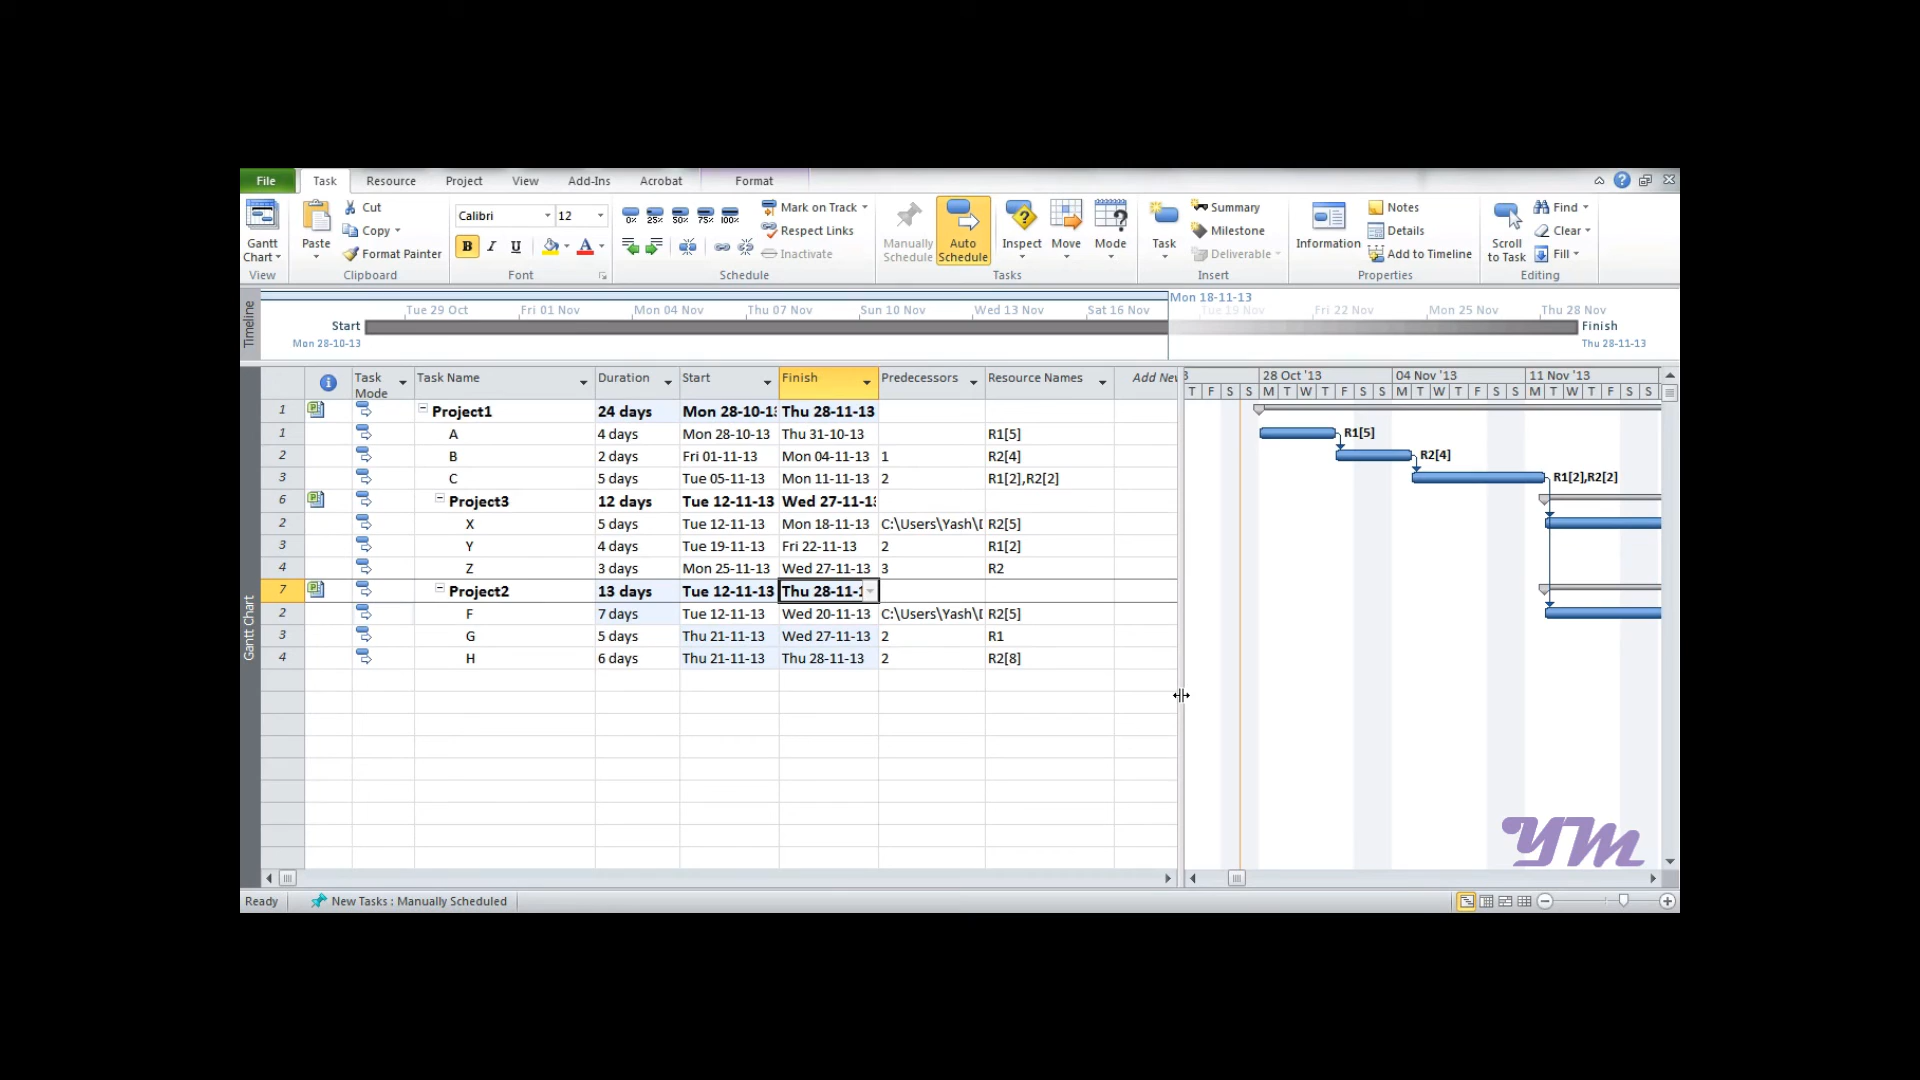 File Task Resource Project View Add-Ins Acrobat Format
Cut
Copy
Format Painter
Paste
Clipboard
Gantt
Chart
View
Calibri 12
B I U A
Font
0% 25% 50% 75% 100%
Mark on Track
Respect Links
Inactivate
Schedule
Manually
Schedule
Auto
Schedule
Inspect Move Mode
Tasks
Task
Summary
Milestone
Deliverable
Insert
Information
Notes
Details
Add to Timeline
Properties
Scroll
to Task
Find
Clear
Fill
Editing
Timeline
Mon 18-11-13
Tue 29 Oct Fri 01 Nov Mon 04 Nov Thu 07 Nov Sun 10 Nov Wed 13 Nov Sat 16 Nov Tue 19 Nov Fri 22 Nov Mon 25 Nov Thu 28 Nov
Start Finish
Mon 28-10-13 Thu 28-11-13
Gantt Chart
Task Mode Task Name Duration Start Finish Predecessors Resource Names Add New
1 Project1 24 days Mon 28-10-13 Thu 28-11-13
1 A 4 days Mon 28-10-13 Thu 31-10-13 R1[5]
2 B 2 days Fri 01-11-13 Mon 04-11-13 1 R2[4]
3 C 5 days Tue 05-11-13 Mon 11-11-13 R1[2],R2[2]
6 Project3 12 days Tue 12-11-13 Wed 27-11-13
2 X 5 days Tue 12-11-13 Mon 18-11-13 C:\Users\Yash\D R2[5]
3 Y 4 days Tue 19-11-13 Fri 22-11-13 2 R1[2]
4 Z 3 days Mon 25-11-13 Wed 27-11-13 3 R2
7 Project2 13 days Tue 12-11-13 Thu 28-11-1
2 F 7 days Tue 12-11-13 Wed 20-11-13 C:\Users\Yash\D R2[5]
3 G 5 days Thu 21-11-13 Wed 27-11-13 2 R1
4 H 6 days Thu 21-11-13 Thu 28-11-13 2 R2[8]
3 28 Oct '13 04 Nov '13 11 Nov '13
T F S S M T W T F S S M T W T F S S M T W T F S S
R1[5]
R2[4]
R1[2],R2[2]
YM
Ready New Tasks : Manually Scheduled